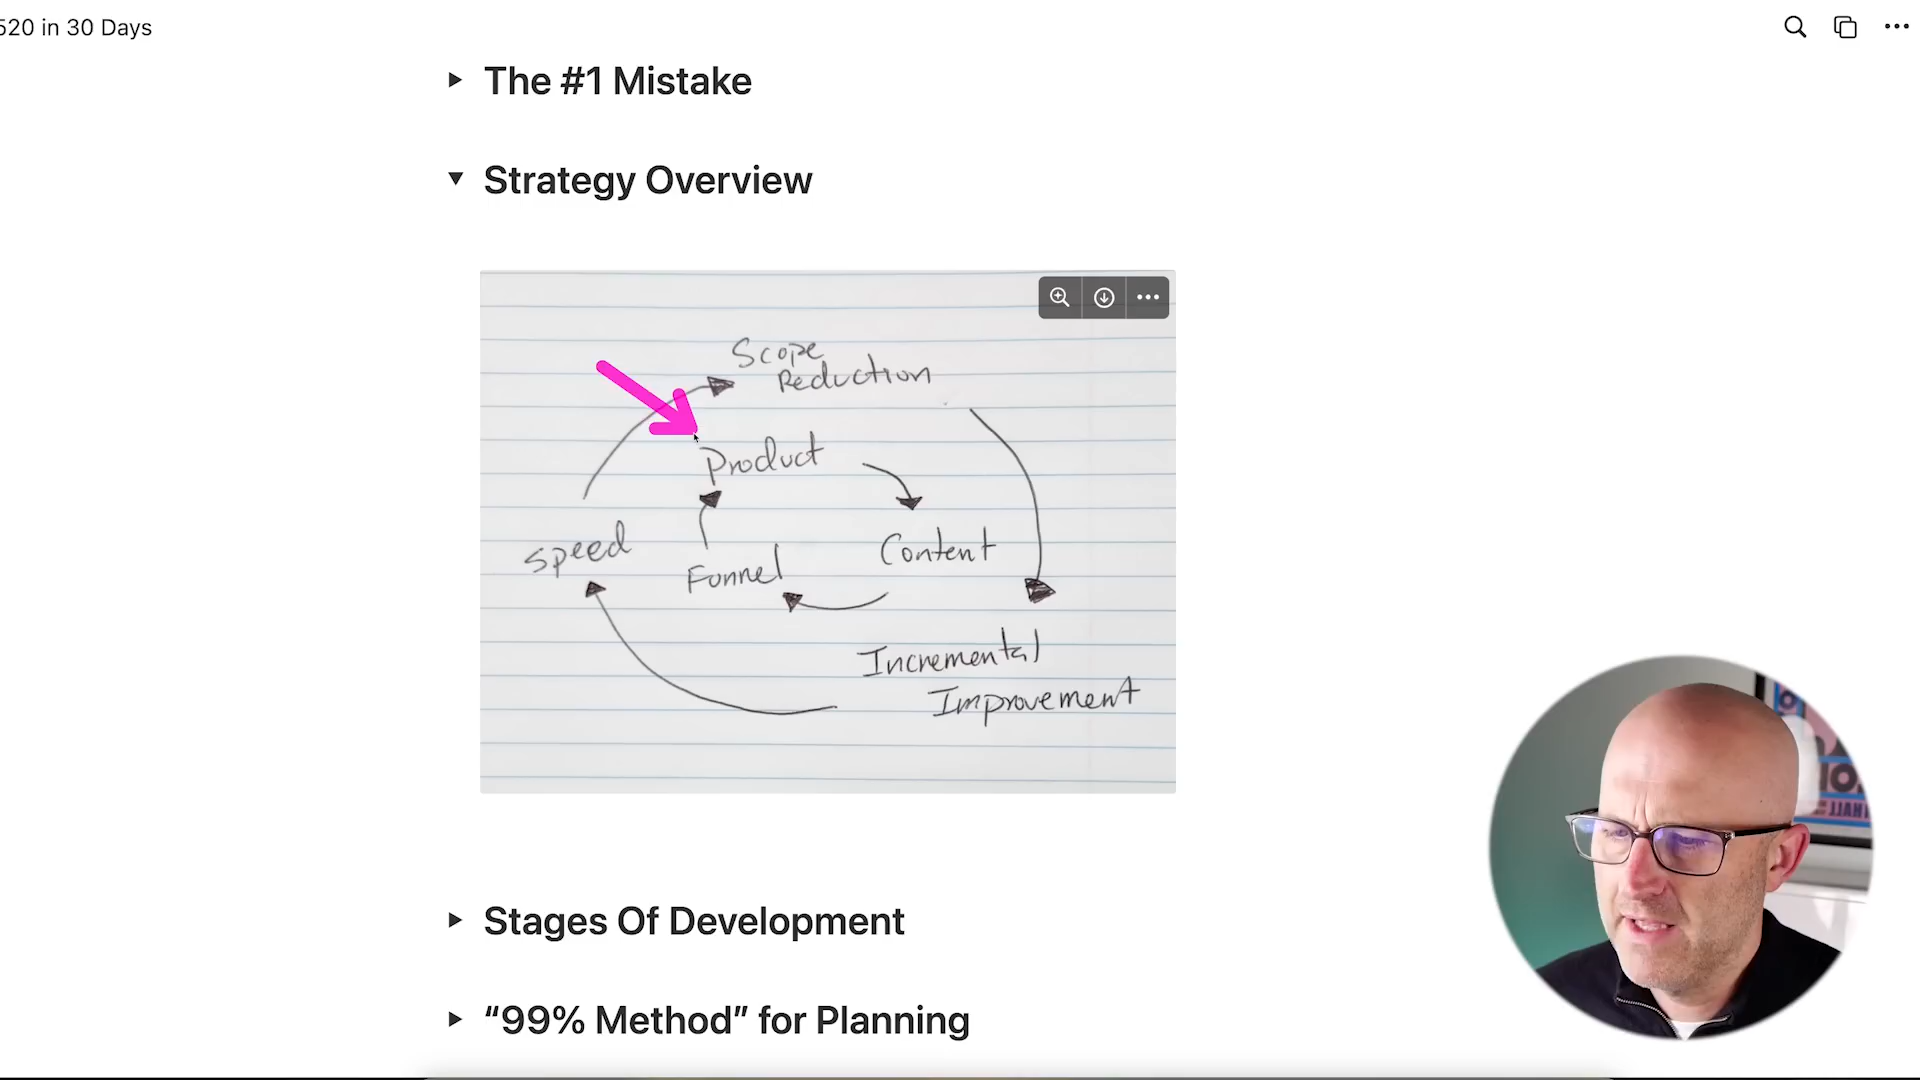 520 in 30 Days
The #1 Mistake
Strategy Overview
Scope
Reduction
Product
Speed
Content
Funnel
Incremental
Improvement
Stages Of Development
“99% Method” for Planning